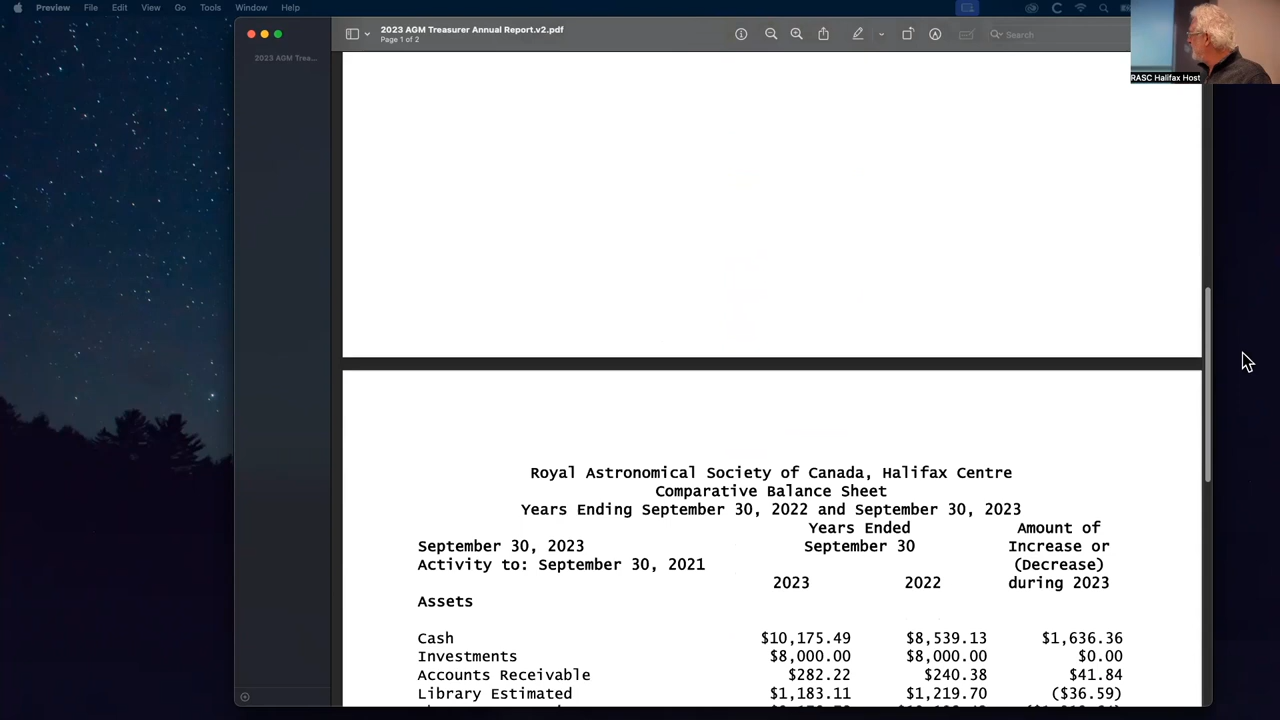 Preview File Edit View Go Tools Window Help
2023 AGM Treasurer Annual Report.v2.pdf
Page 1 of 2
Search
2023 AGM Trea...
RASC Halifax Host
Royal Astronomical Society of Canada, Halifax Centre
Comparative Balance Sheet
Years Ending September 30, 2022 and September 30, 2023
Years Ended Amount of
September 30, 2023 September 30 Increase or
Activity to: September 30, 2021 (Decrease)
2023 2022 during 2023
Assets
Cash $10,175.49 $8,539.13 $1,636.36
Investments $8,000.00 $8,000.00 $0.00
Accounts Receivable $282.22 $240.38 $41.84
Library Estimated $1,183.11 $1,219.70 ($36.59)